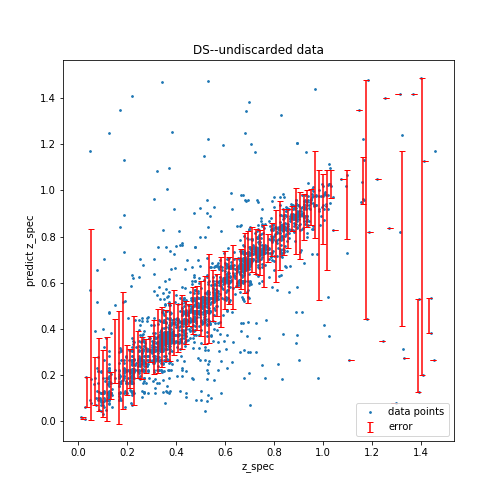 DS--undiscarded data
predict z_spec
1.4
1.2
1.0
0.8
0.6
0.4
0.2
0.0
data points
error
0.0 0.2 0.4 0.6 0.8 1.0 1.2 1.4
z_spec